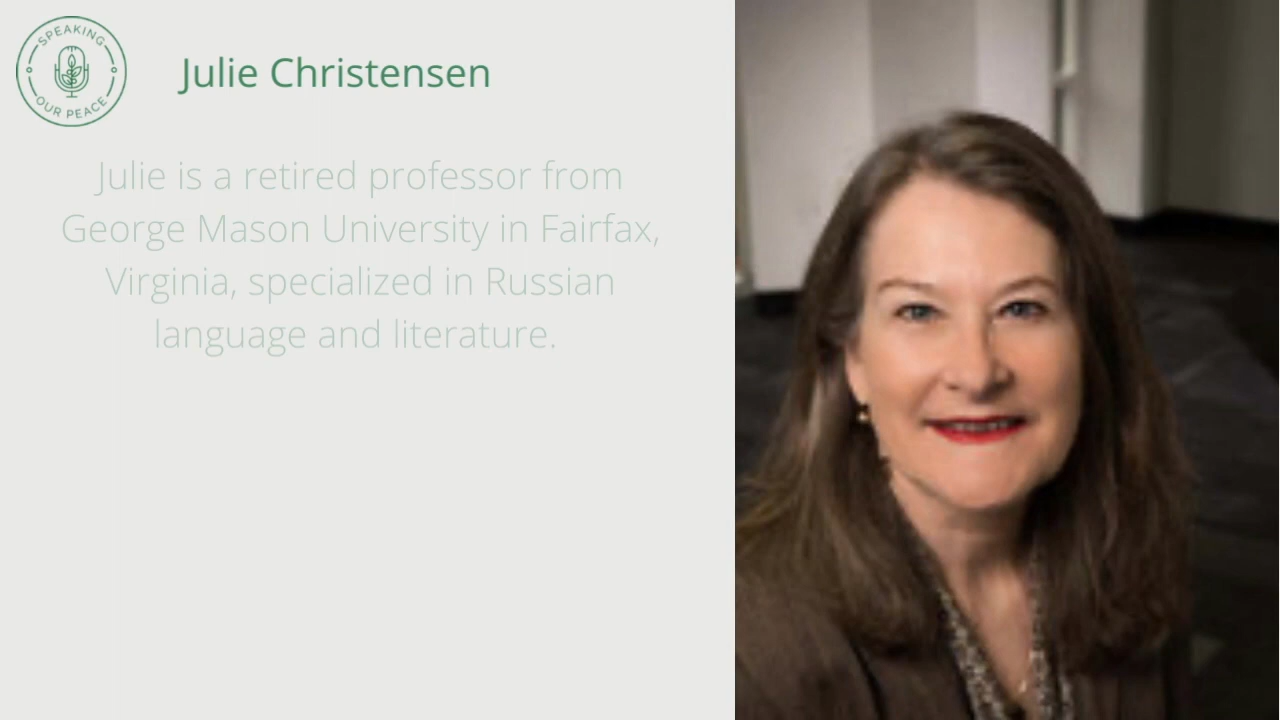 SPEAKING
OUR PEACE
Julie Christensen
Julie is a retired professor from
George Mason University in Fairfax,
Virginia, specialized in Russian
language and literature.